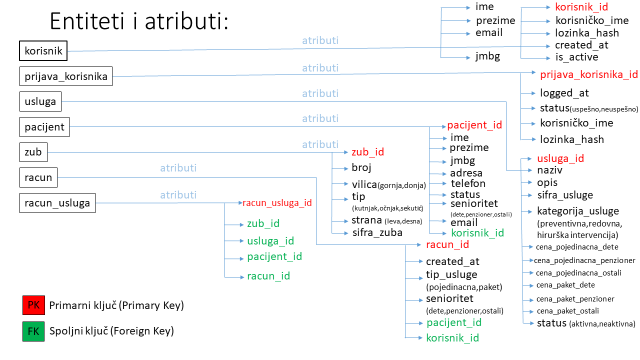 Entiteti i atributi:
korisnik
atributi
ime
prezime
email
jmbg
korisnik_id
korisničko_ime
lozinka_hash
created_at
is_active
prijava_korisnika
atributi
prijava_korisnika_id
logged_at
status(uspešno,neuspešno)
korisničko_ime
lozinka_hash
usluga
atributi
usluga_id
naziv
opis
sifra_usluge
kategorija_usluge
(preventivna,redovna,
hirurška intervencija)
cena_pojedinacna_dete
cena_pojedinacna_penzioner
cena_pojedinacna_ostali
cena_paket_dete
cena_paket_penzioner
cena_paket_ostali
status (aktivna,neaktivna)
pacijent
atributi
pacijent_id
ime
prezime
jmbg
adresa
telefon
status
senioritet
(dete,penzioner,ostali)
email
korisnik_id
zub
atributi
zub_id
broj
vilica(gornja,donja)
tip
(kutnjak,očnjak,sekutić)
strana (leva,desna)
sifra_zuba
racun
atributi
racun_id
created_at
tip_usluge
(pojedinacna,paket)
senioritet
(dete,penzioner,ostali)
pacijent_id
korisnik_id
racun_usluga
atributi
racun_usluga_id
zub_id
usluga_id
pacijent_id
racun_id
PK Primarni ključ (Primary Key)
FK Spoljni ključ (Foreign Key)